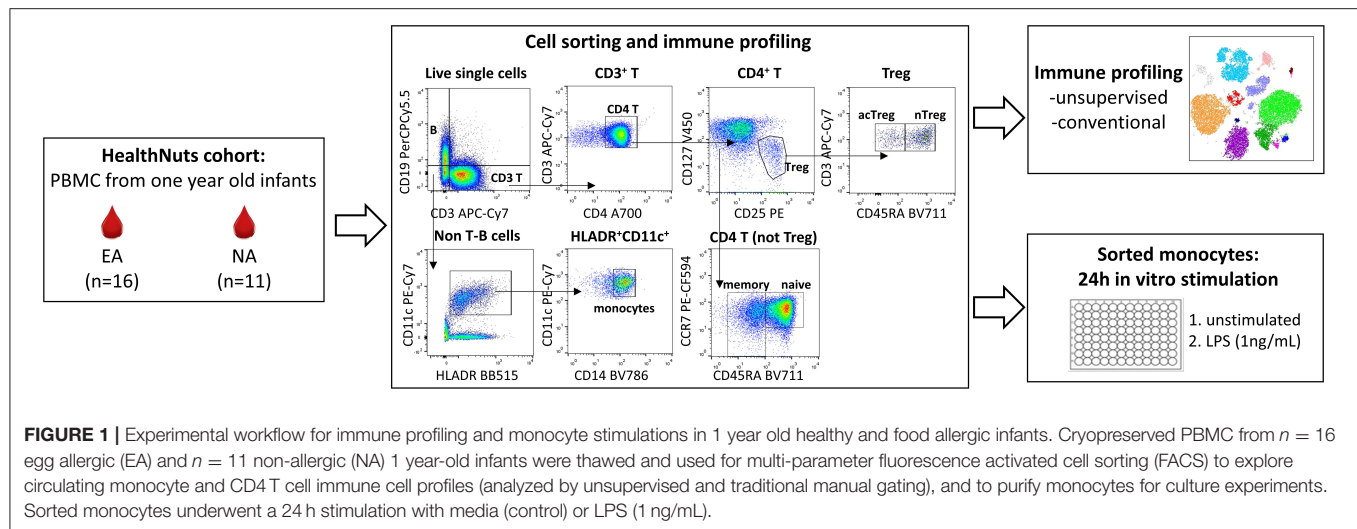 Cell sorting and immune profiling
HealthNuts cohort:
PBMC from one year old infants
EA
(n=16)
NA
(n=11)
Live single cells
CD19 PerCPCy5.5
B
CD3 T
CD3 APC-Cy7
CD3⁺ T
CD3 APC-Cy7
CD4 T
CD4 A700
CD4⁺ T
CD127 V450
Treg
CD25 PE
Treg
CD3 APC-Cy7
acTreg
nTreg
CD45RA BV711
Non T-B cells
CD11c PE-Cy7
HLADR BB515
HLADR⁺CD11c⁺
CD11c PE-Cy7
monocytes
CD14 BV786
CD4 T (not Treg)
CCR7 PE-CF594
memory
naive
CD45RA BV711
Immune profiling
-unsupervised
-conventional
Sorted monocytes:
24h in vitro stimulation
1. unstimulated
2. LPS (1ng/mL)
FIGURE 1 | Experimental workflow for immune profiling and monocyte stimulations in 1 year old healthy and food allergic infants. Cryopreserved PBMC from n = 16
egg allergic (EA) and n = 11 non-allergic (NA) 1 year-old infants were thawed and used for multi-parameter fluorescence activated cell sorting (FACS) to explore
circulating monocyte and CD4 T cell immune cell profiles (analyzed by unsupervised and traditional manual gating), and to purify monocytes for culture experiments.
Sorted monocytes underwent a 24 h stimulation with media (control) or LPS (1 ng/mL).